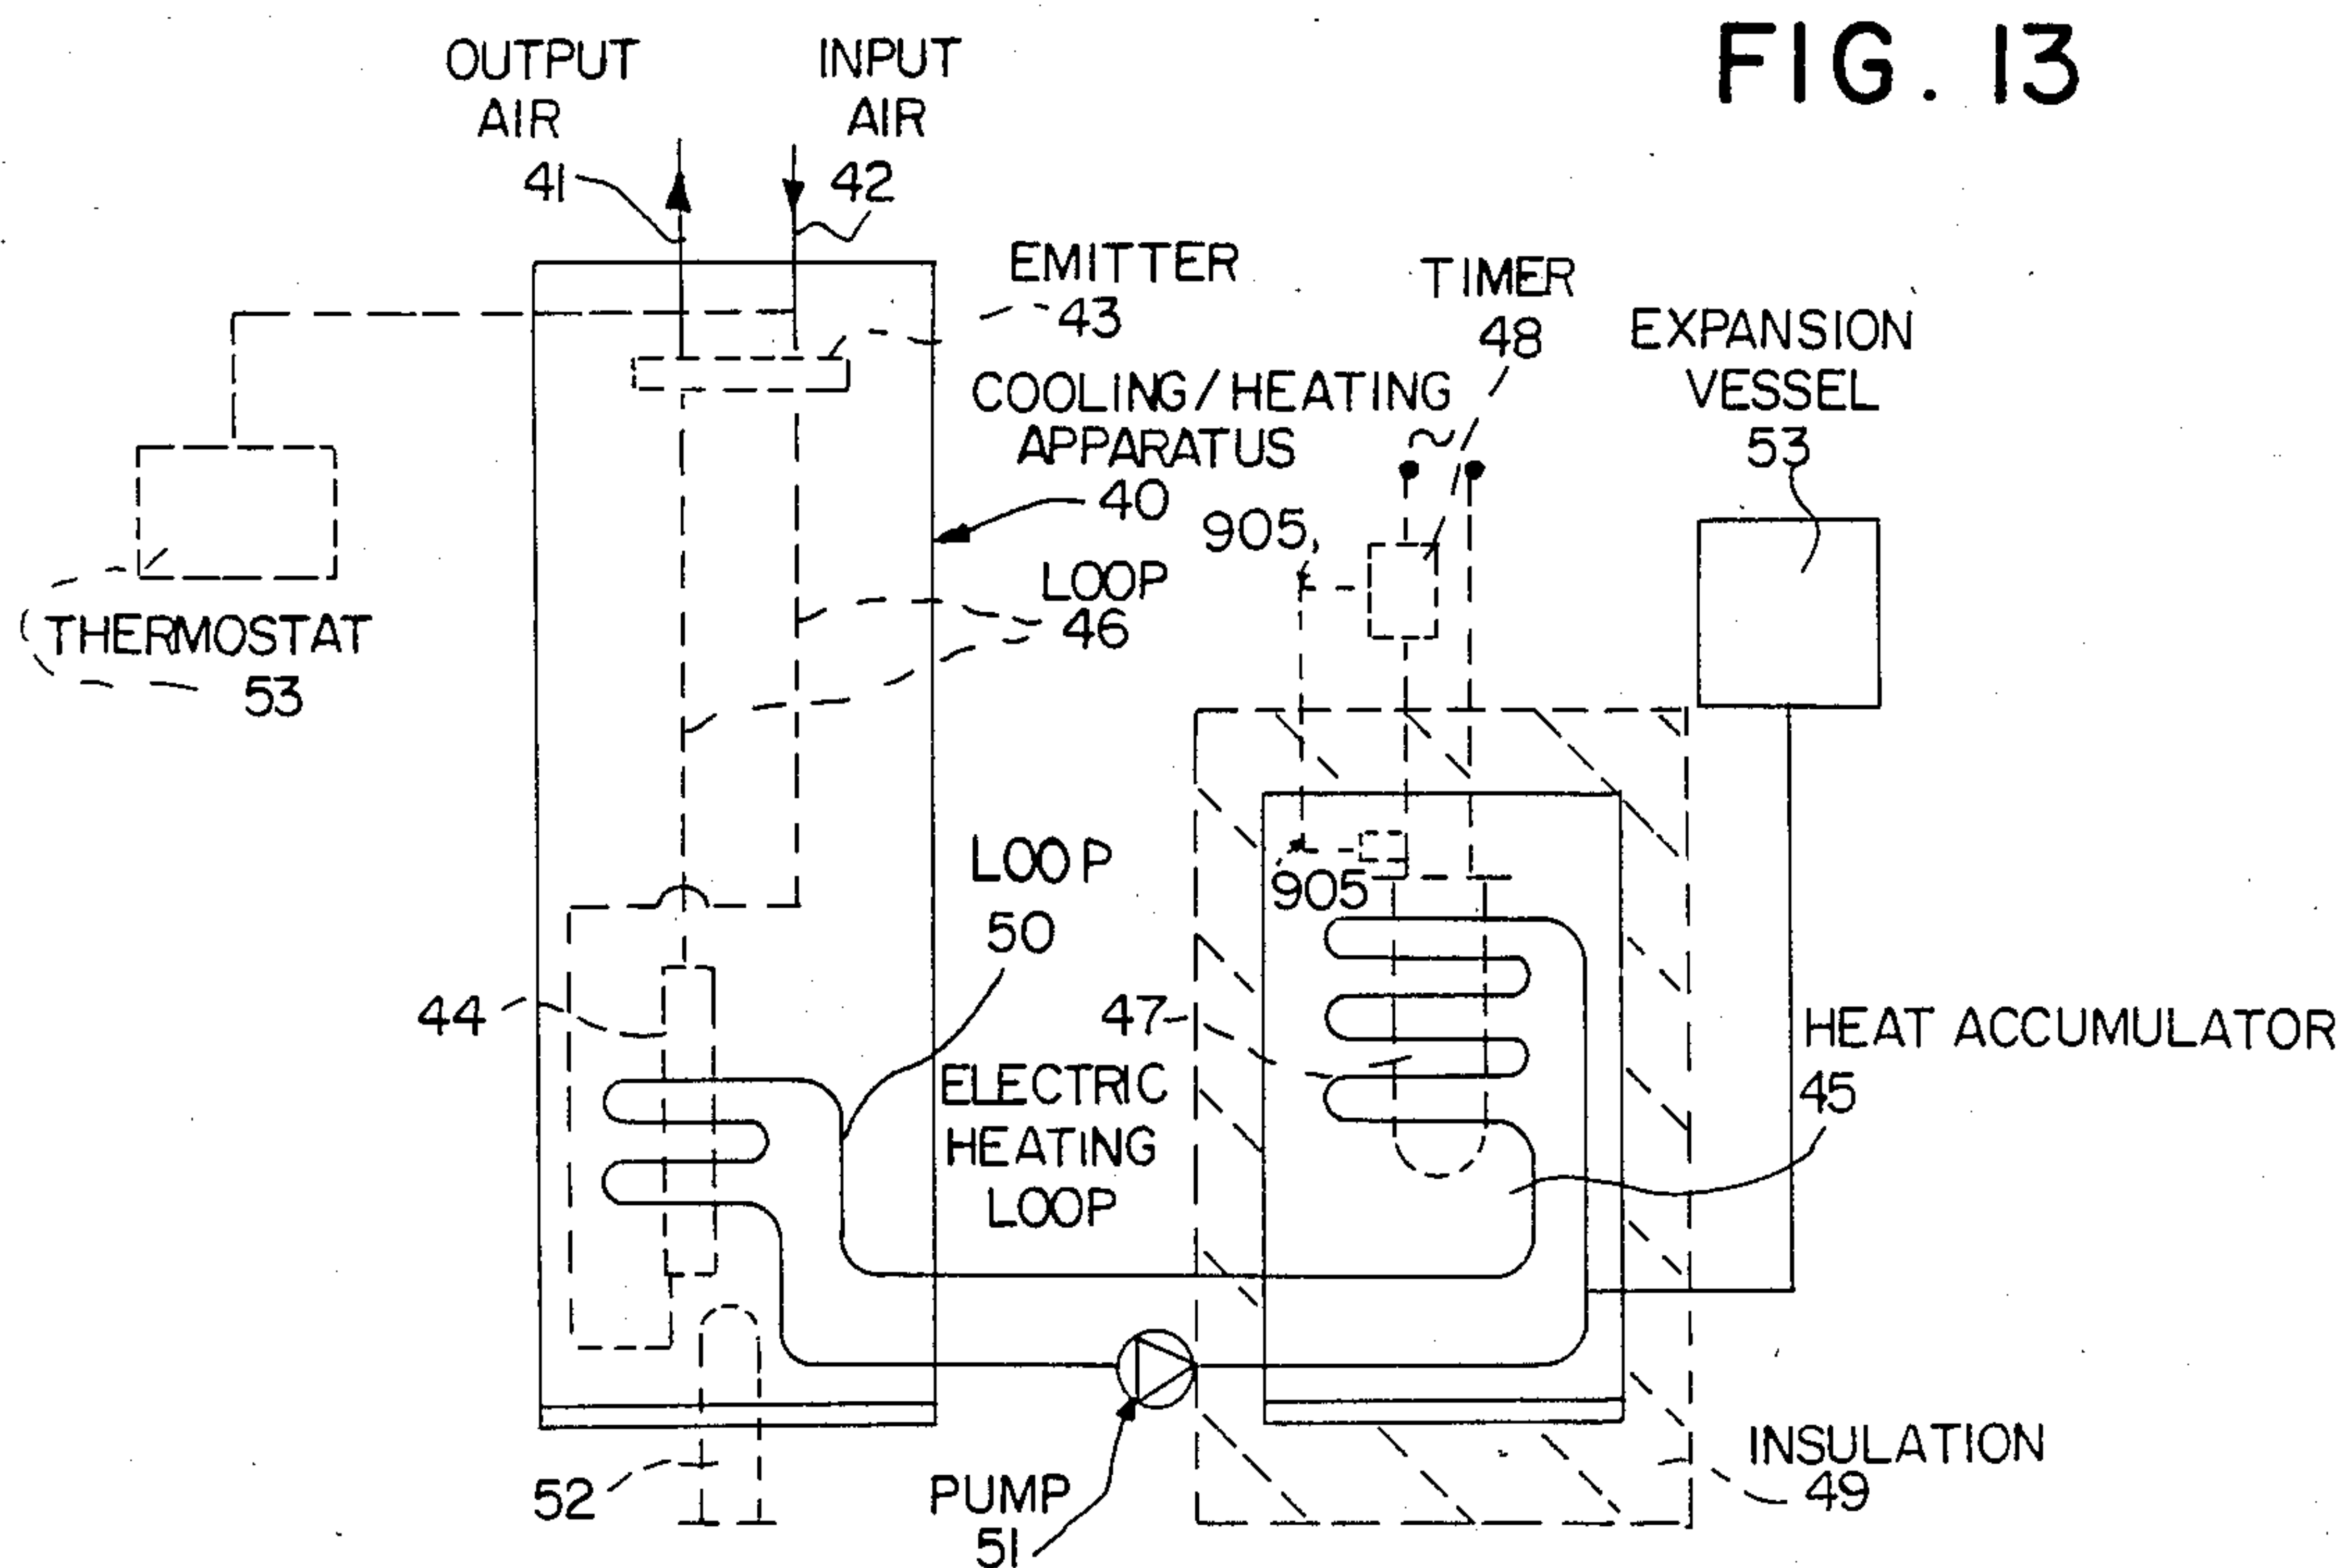 FIG. 13
OUTPUT
AIR
41
INPUT
AIR
42
EMITTER
43
TIMER
48
EXPANSION
VESSEL
53
COOLING/HEATING
APPARATUS
40
~
905
LOOP
46
THERMOSTAT
53
LOOP
50
905
44
47
HEAT ACCUMULATOR
45
ELECTRIC
HEATING
LOOP
INSULATION
49
52
PUMP
51